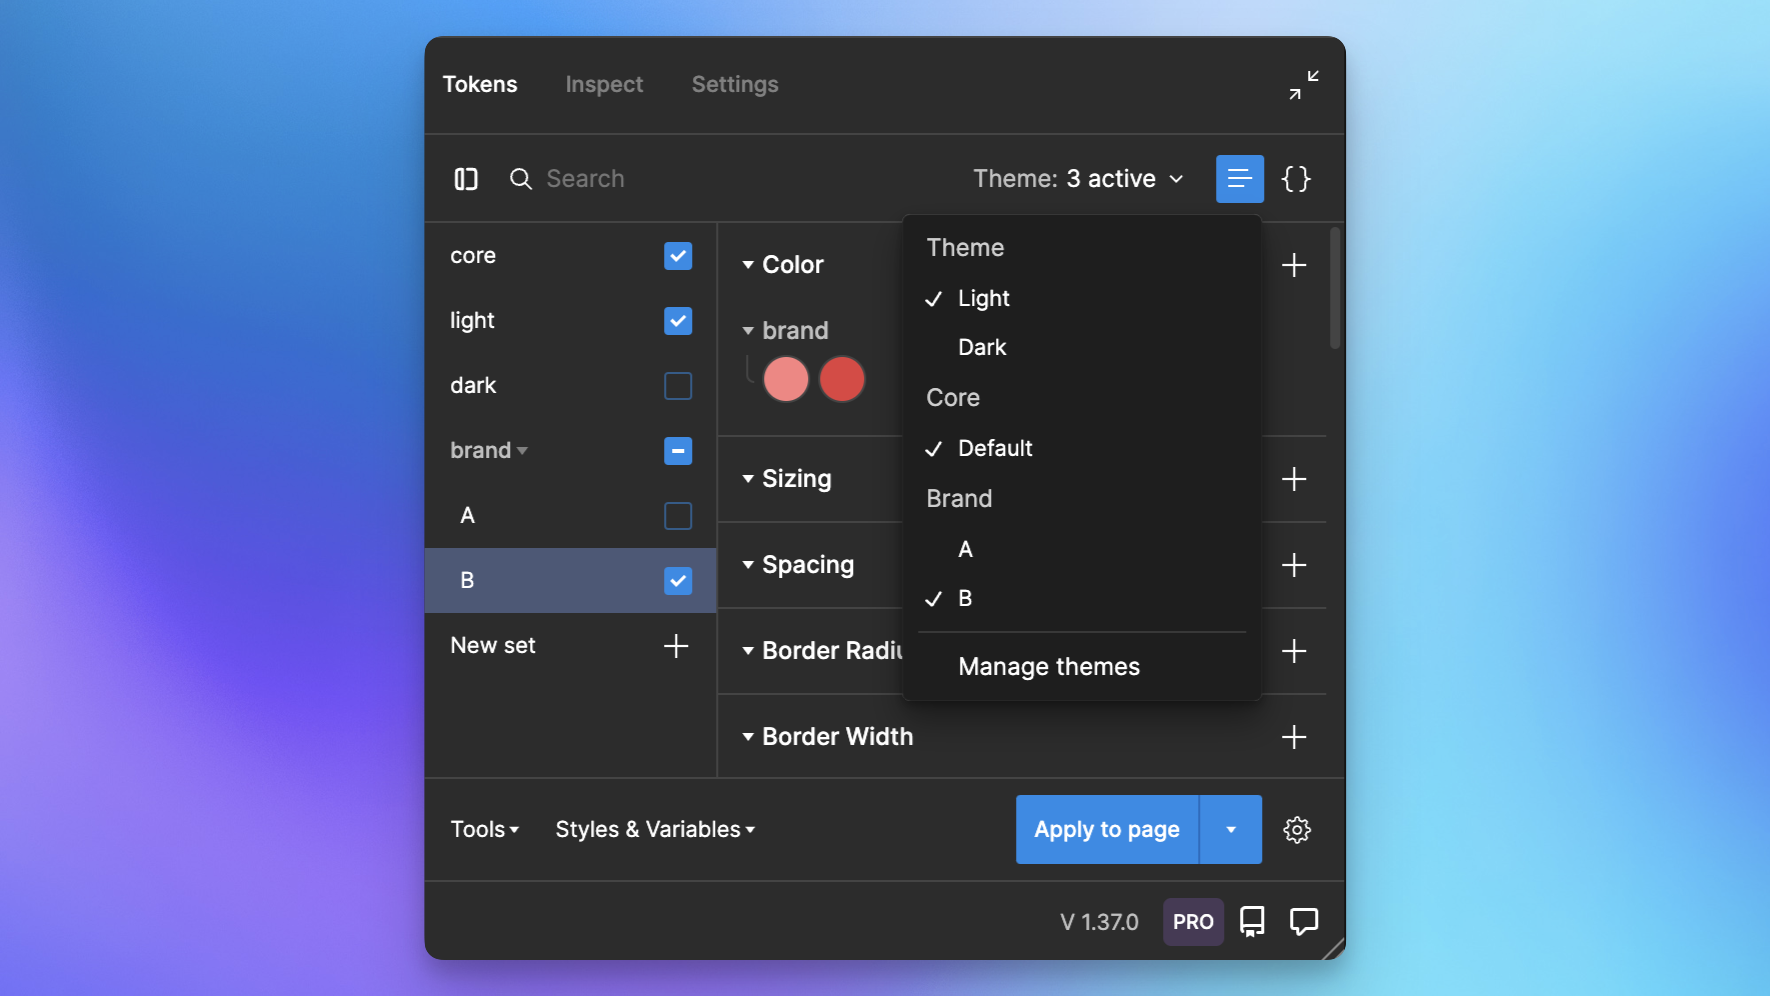 Tokens Inspect Settings
Search Theme: 3 active {}
core
light
dark
brand
A
B
New set
Color
brand
Sizing
Spacing
Border Radiu
Border Width
Theme
Light
Dark
Core
Default
Brand
A
B
Manage themes
Tools Styles & Variables Apply to page
V 1.37.0 PRO